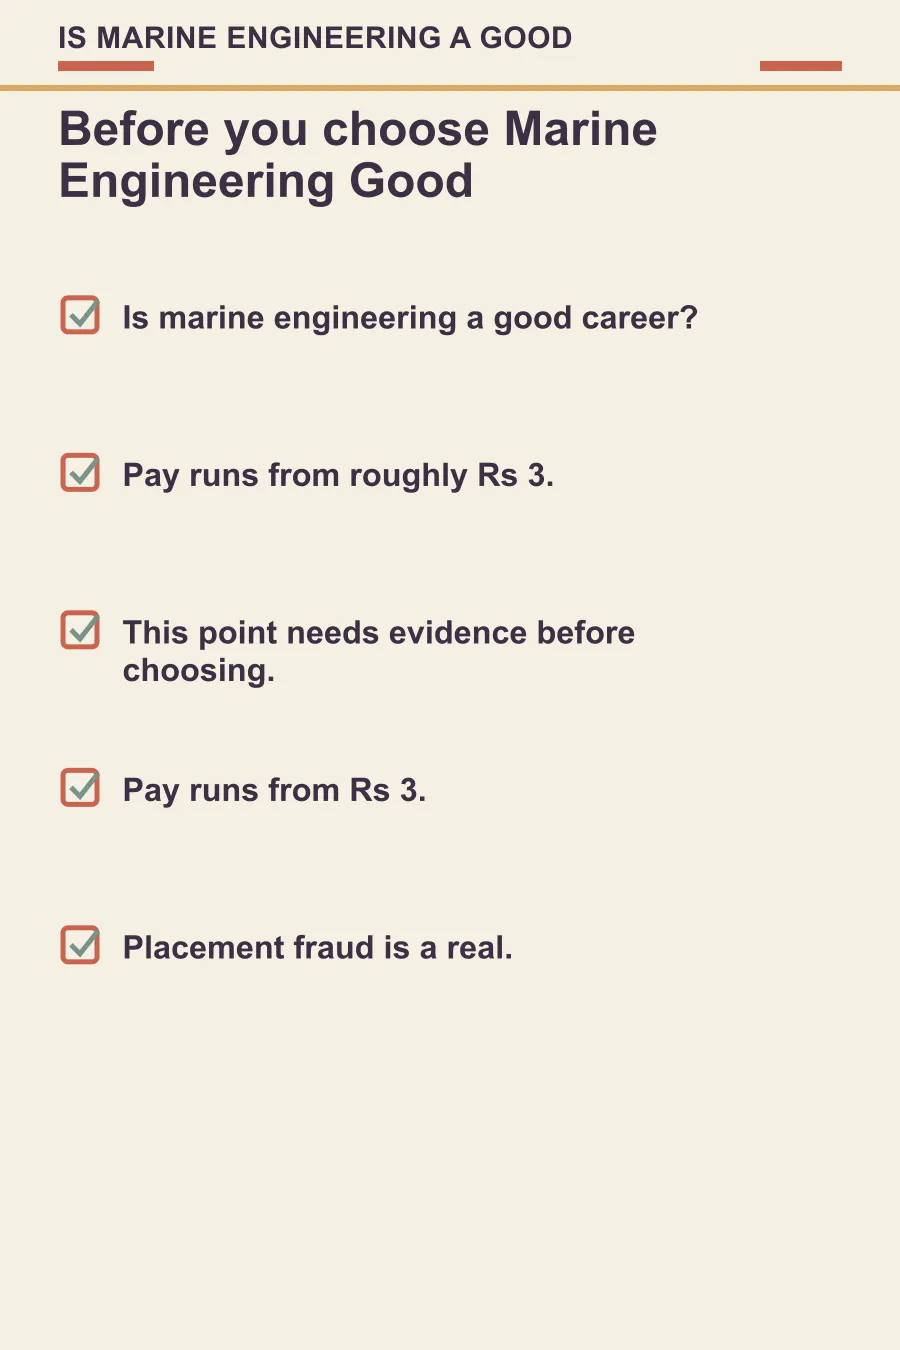 IS MARINE ENGINEERING A GOOD
Before you choose Marine
Engineering Good
Is marine engineering a good career?
Pay runs from roughly Rs 3.
This point needs evidence before
choosing.
Pay runs from Rs 3.
Placement fraud is a real.